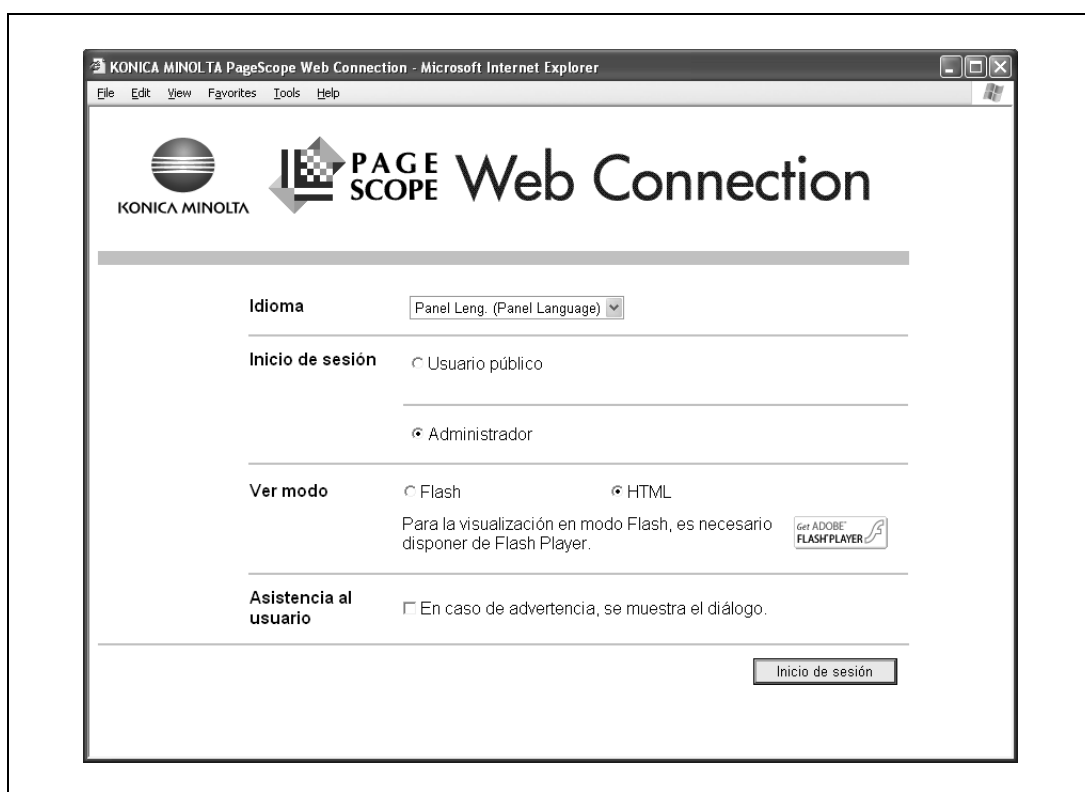 KONICA MINOLTA PageScope Web Connection - Microsoft Internet Explorer
File Edit View Favorites Tools Help
KONICA MINOLTA
PAGE SCOPE Web Connection
Idioma Panel Leng. (Panel Language)
Inicio de sesión Usuario público
Administrador
Ver modo Flash HTML
Para la visualización en modo Flash, es necesario
disponer de Flash Player.
Get ADOBE
FLASH PLAYER
Asistencia al
usuario
En caso de advertencia, se muestra el diálogo.
Inicio de sesión